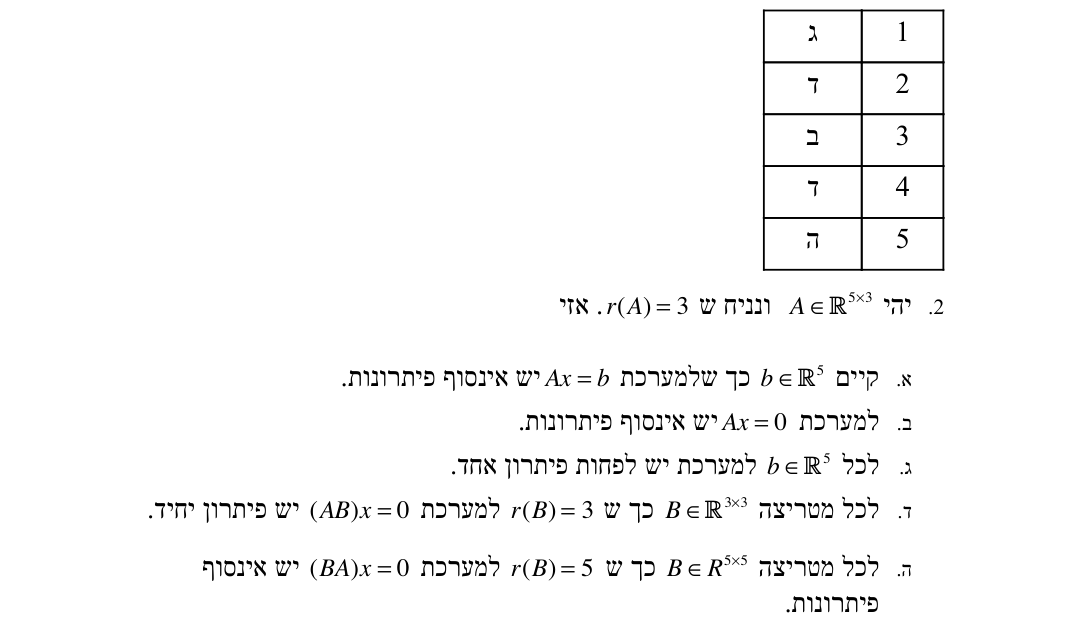 1 ג
2 ד
3 ב
4 ד
5 ה
2. יהי A ∈ ℝ^{5×3} ונניח ש r(A) = 3. אזי
א. קיים b ∈ ℝ^5 כך שלמערכת Ax = b יש אינסוף פיתרונות.
ב. למערכת Ax = 0 יש אינסוף פיתרונות.
ג. לכל b ∈ ℝ^5 למערכת יש לפחות פיתרון אחד.
ד. לכל מטריצה B ∈ ℝ^{3×3} כך ש r(B) = 3 למערכת (AB)x = 0 יש פיתרון יחיד.
ה. לכל מטריצה B ∈ R^{5×5} כך ש r(B) = 5 למערכת (BA)x = 0 יש אינסוף
פיתרונות.